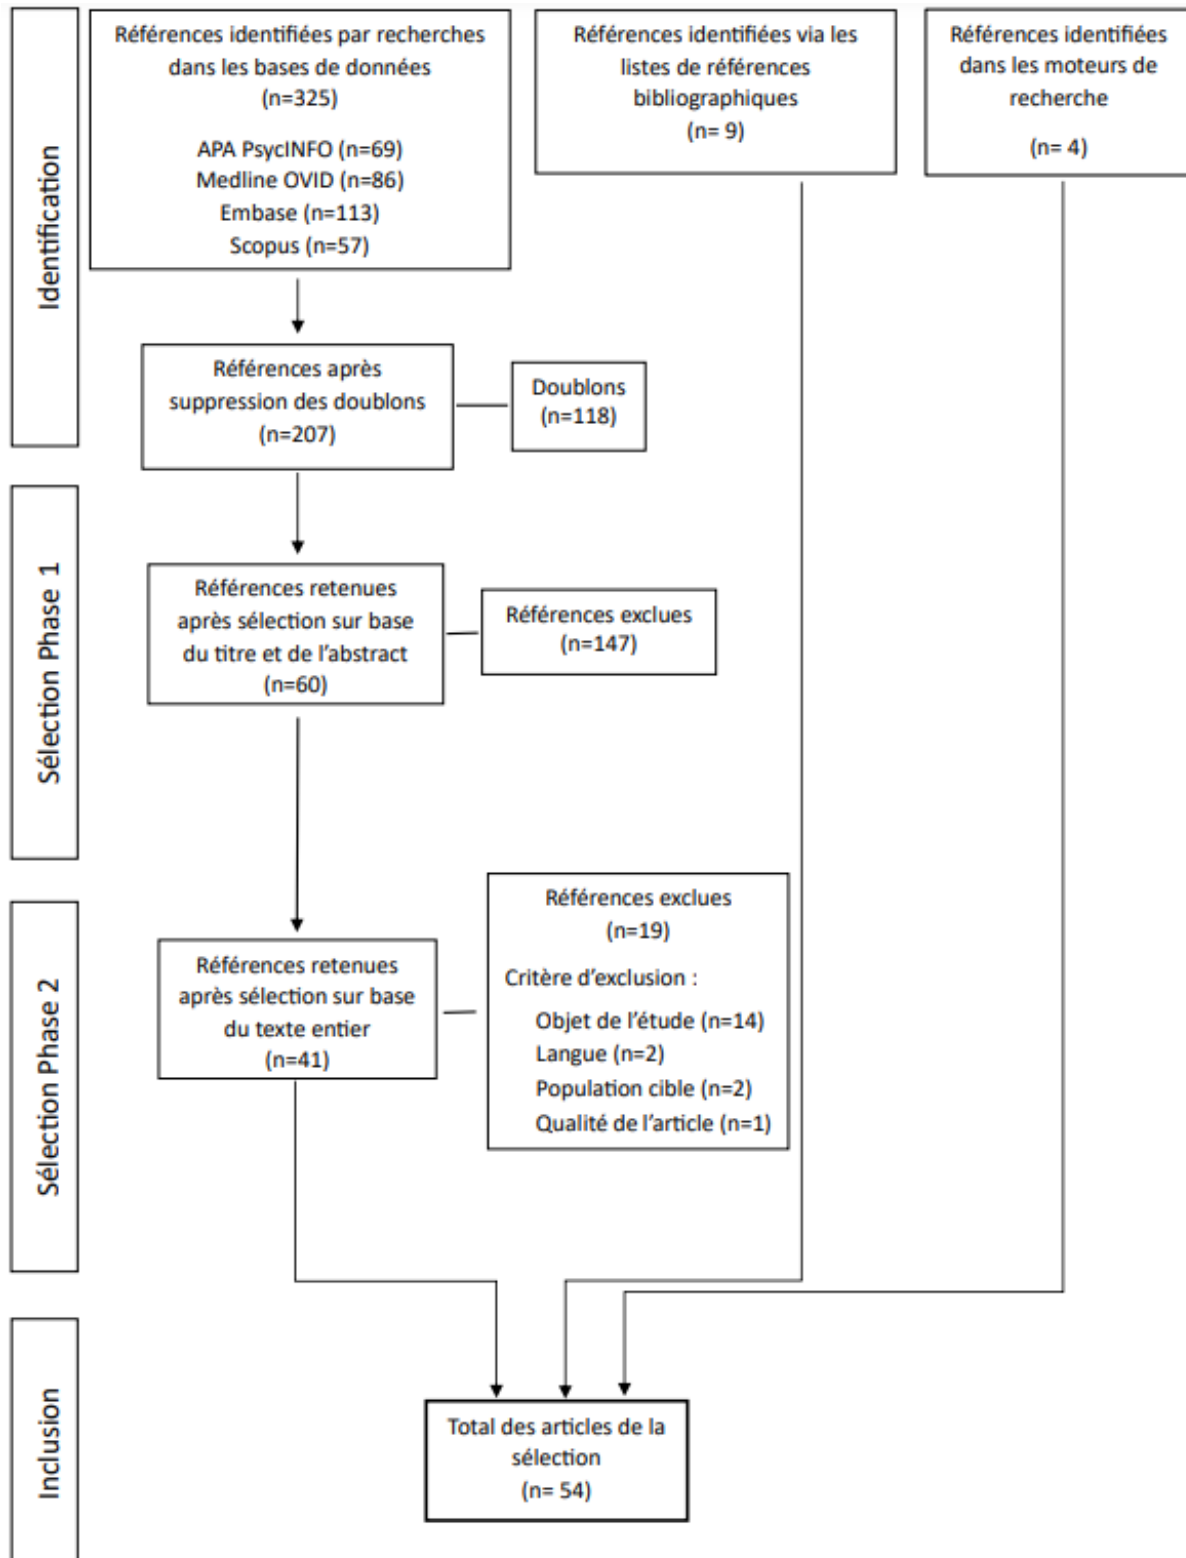 Identification
Références identifiées par recherches
dans les bases de données
(n=325)
APA PsycINFO (n=69)
Medline OVID (n=86)
Embase (n=113)
Scopus (n=57)
Références identifiées via les
listes de références
bibliographiques
(n= 9)
Références identifiées
dans les moteurs de
recherche
(n= 4)
Références après
suppression des doublons
(n=207)
Doublons
(n=118)
Sélection Phase 1
Références retenues
après sélection sur base
du titre et de l’abstract
(n=60)
Références exclues
(n=147)
Sélection Phase 2
Références retenues
après sélection sur base
du texte entier
(n=41)
Références exclues
(n=19)
Critère d’exclusion :
Objet de l’étude (n=14)
Langue (n=2)
Population cible (n=2)
Qualité de l’article (n=1)
Inclusion
Total des articles de la
sélection
(n= 54)